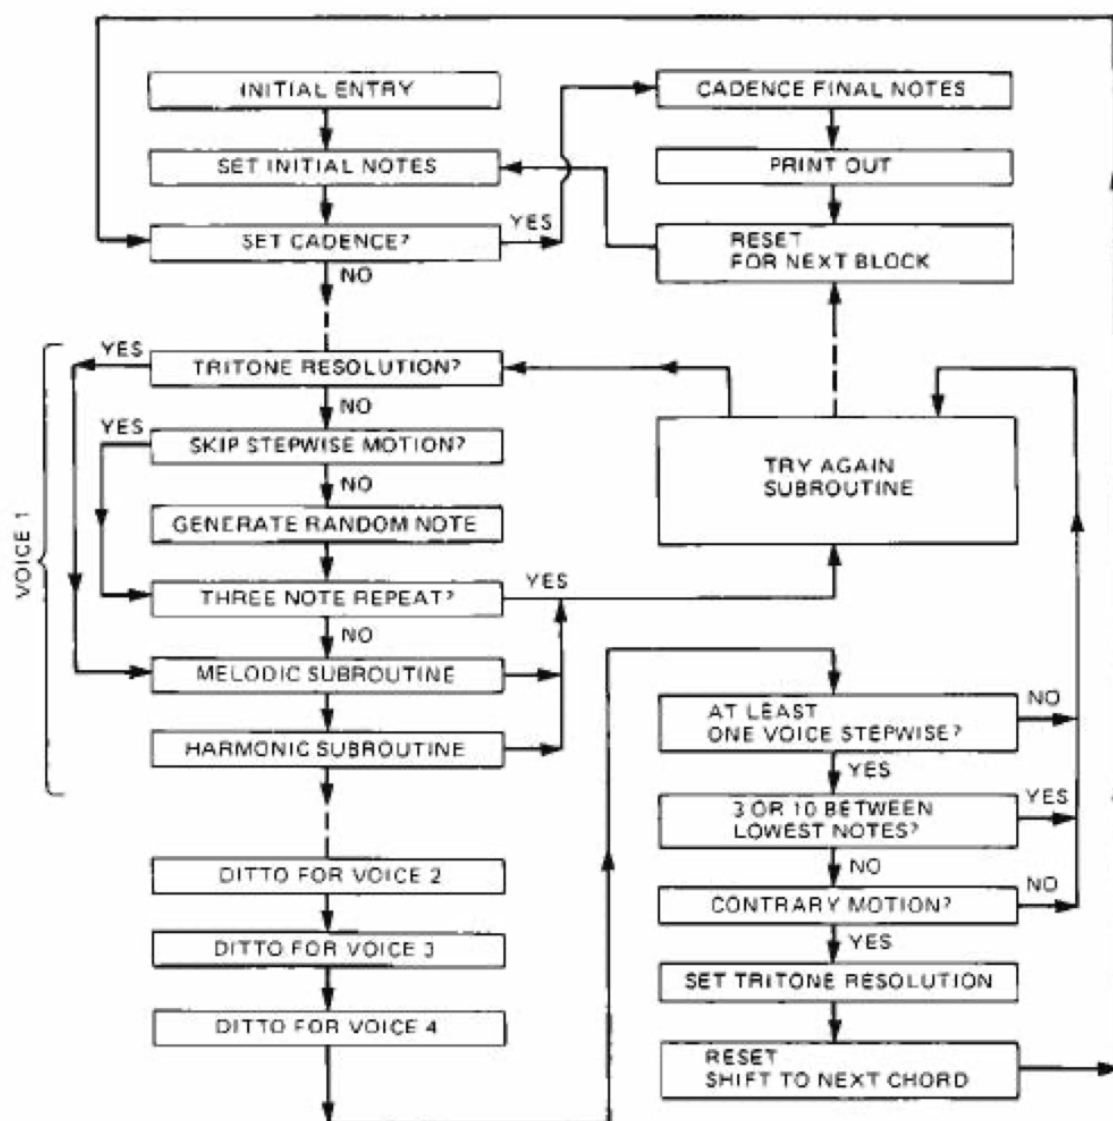 INITIAL ENTRY
SET INITIAL NOTES
SET CADENCE?
YES
NO
CADENCE FINAL NOTES
PRINT OUT
RESET
FOR NEXT BLOCK
VOICE 1
YES
TRITONE RESOLUTION?
NO
YES
SKIP STEPWISE MOTION?
NO
GENERATE RANDOM NOTE
THREE NOTE REPEAT?
YES
NO
MELODIC SUBROUTINE
HARMONIC SUBROUTINE
DITTO FOR VOICE 2
DITTO FOR VOICE 3
DITTO FOR VOICE 4
TRY AGAIN
SUBROUTINE
AT LEAST
ONE VOICE STEPWISE?
NO
YES
3 OR 10 BETWEEN
LOWEST NOTES?
YES
NO
CONTRARY MOTION?
NO
YES
SET TRITONE RESOLUTION
RESET
SHIFT TO NEXT CHORD